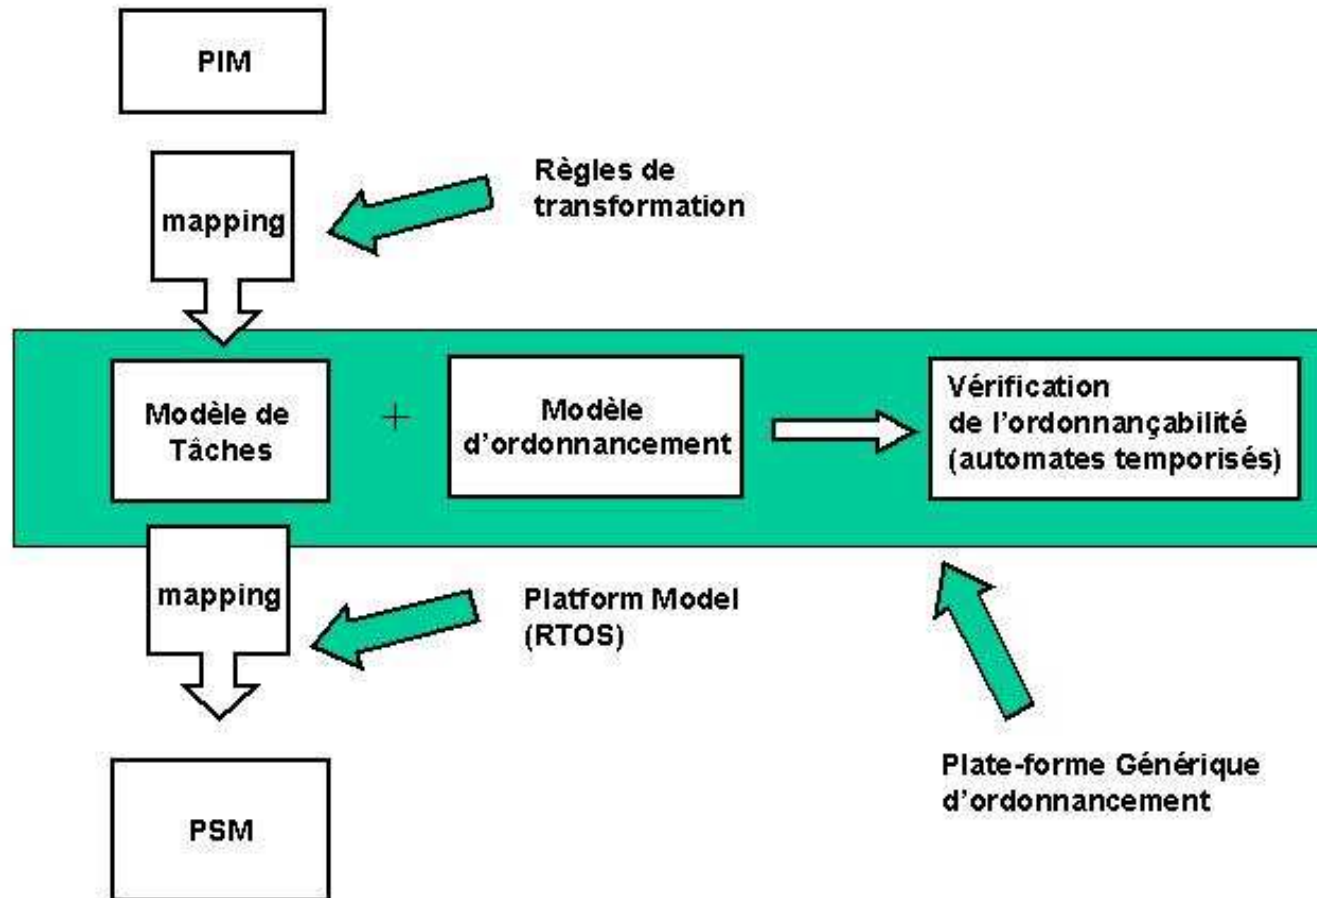 PIM
mapping
Règles de
transformation
Modèle de
Tâches
+
Modèle
d'ordonnancement
Vérification
de l'ordonnançabilité
(automates temporisés)
mapping
Platform Model
(RTOS)
Plate-forme Générique
d'ordonnancement
PSM